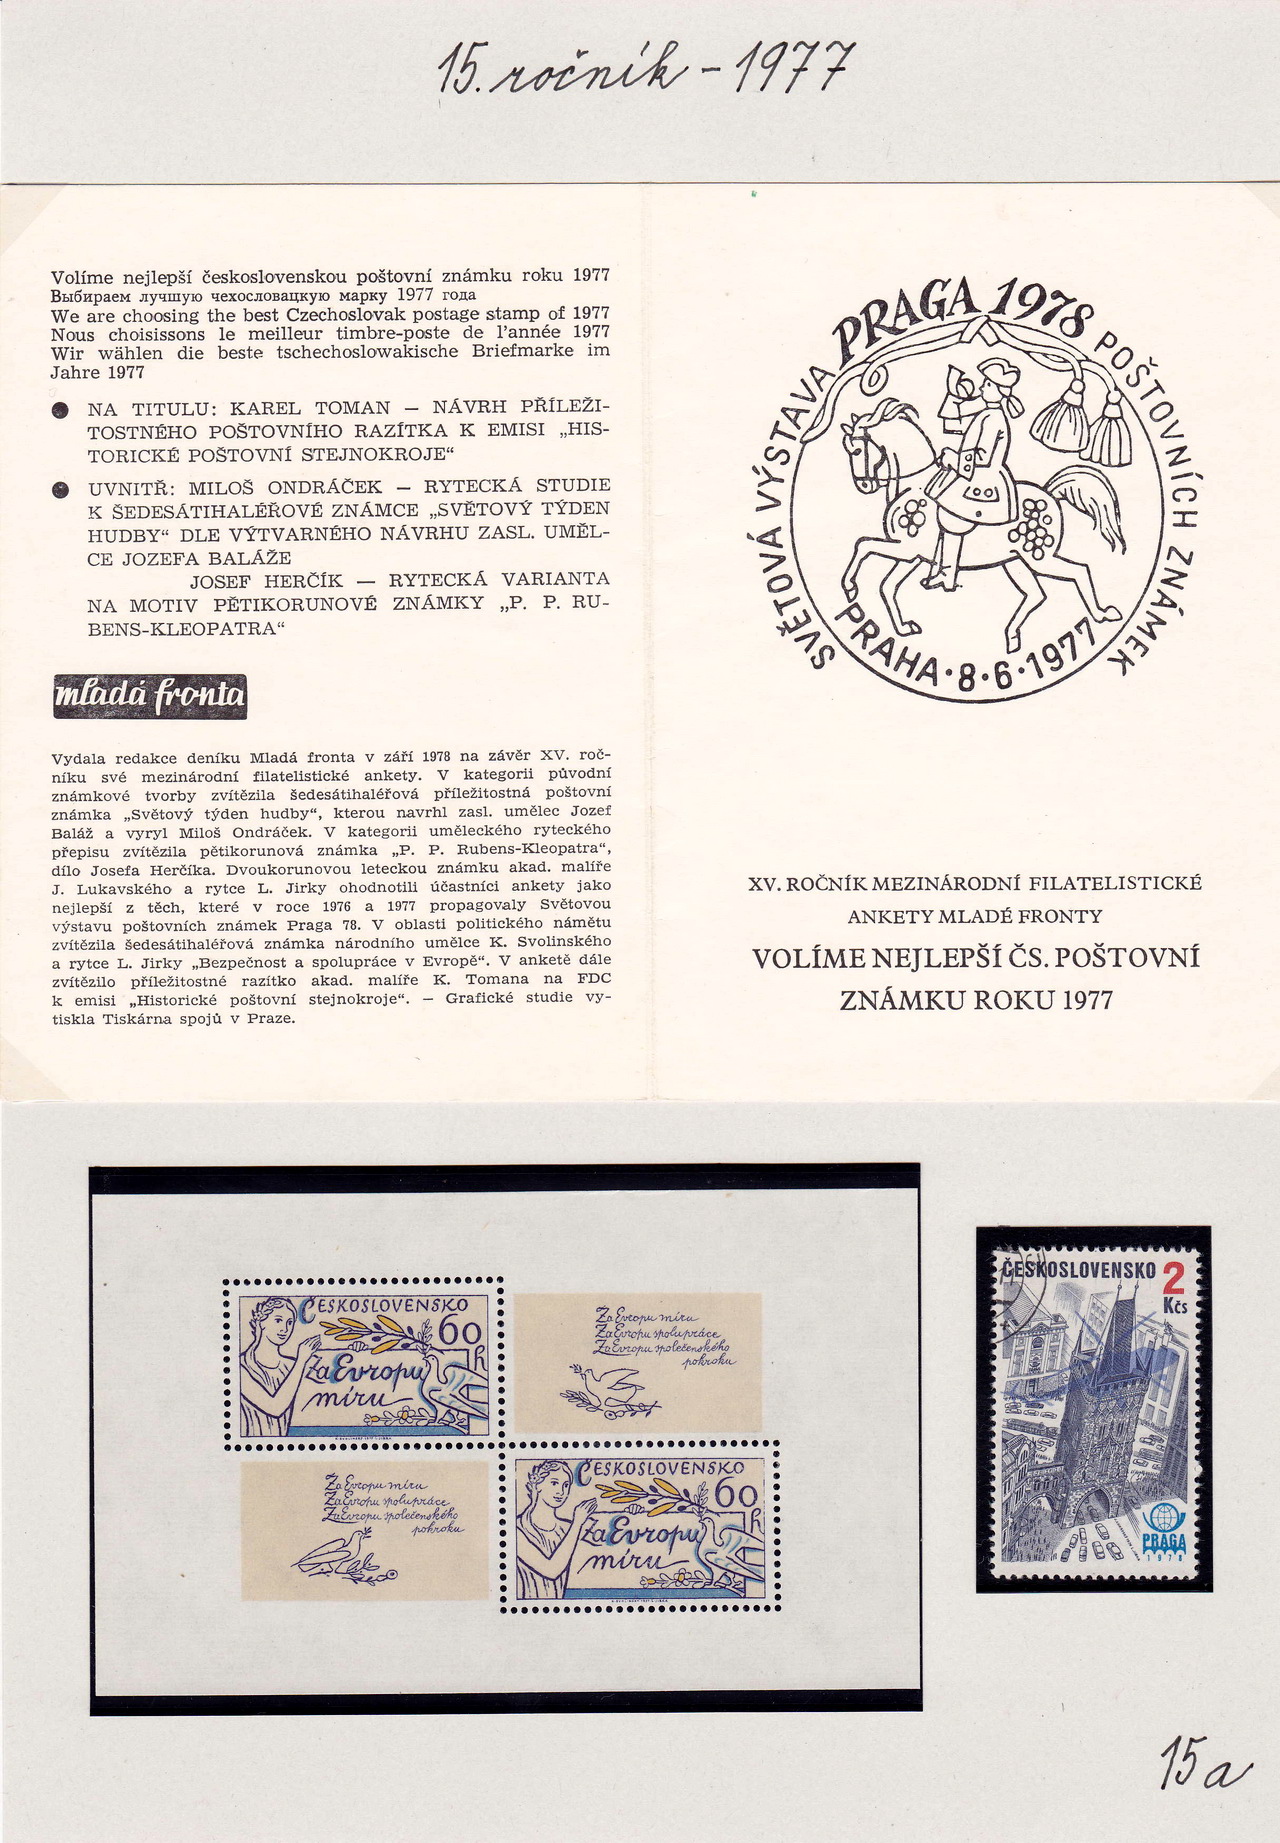 15. ročník - 1977
Volíme nejlepší československou poštovní známku roku 1977
Выбираем лучшую чехословацкую марку 1977 года
We are choosing the best Czechoslovak postage stamp of 1977
Nous choisissons le meilleur timbre-poste de l'année 1977
Wir wählen die beste tschechoslowakische Briefmarke im
Jahre 1977
● NA TITULU: KAREL TOMAN — NÁVRH PŘÍLEŽI-
TOSTNÉHO POŠTOVNÍHO RAZÍTKA K EMISI „HIS-
TORICKÉ POŠTOVNÍ STEJNOKROJE“
● UVNITŘ: MILOŠ ONDRÁČEK — RYTECKÁ STUDIE
K ŠEDESÁTIHALÉŘOVÉ ZNÁMCE „SVĚTOVÝ TÝDEN
HUDBY“ DLE VÝTVARNÉHO NÁVRHU ZASL. UMĚL-
CE JOZEFA BALÁŽE
JOSEF HERČÍK — RYTECKÁ VARIANTA
NA MOTIV PĚTIKORUNOVÉ ZNÁMKY „P. P. RU-
BENS-KLEOPATRA“
mladá fronta
Vydala redakce deníku Mladá fronta v září 1978 na závěr XV. roč-
níku své mezinárodní filatelistické ankety. V kategorii původní
známkové tvorby zvítězila šedesátihaléřová příležitostná poštovní
známka „Světový týden hudby“, kterou navrhl zasl. umělec Jozef
Baláž a vyryl Miloš Ondráček. V kategorii uměleckého ryteckého
přepisu zvítězila pětikorunová známka „P. P. Rubens-Kleopatra“,
dílo Josefa Herčíka. Dvoukorunovou leteckou známku akad. malíře
J. Lukavského a rytce L. Jirky ohodnotili účastníci ankety jako
nejlepší z těch, které v roce 1976 a 1977 propagovaly Světovou
výstavu poštovních známek Praga 78. V oblasti politického námětu
zvítězila šedesátihaléřová známka národního umělce K. Svolinského
a rytce L. Jirky „Bezpečnost a spolupráce v Evropě“. V anketě dále
zvítězilo příležitostné razítko akad. malíře K. Tomana na FDC
k emisi „Historické poštovní stejnokroje“. — Grafické studie vy-
tiskla Tiskárna spojů v Praze.
SVĚTOVÁ VÝSTAVA PRAGA 1978 POŠTOVNÍCH ZNÁMEK
PRAHA · 8 · 6 · 1977
XV. ROČNÍK MEZINÁRODNÍ FILATELISTICKÉ
ANKETY MLADÉ FRONTY
VOLÍME NEJLEPŠÍ ČS. POŠTOVNÍ
ZNÁMKU ROKU 1977
ČESKOSLOVENSKO
60 h
Za Evropu
míru
Za Evropu míru
Za Evropu spolupráce
Za Evropu společenského
pokroku
Za Evropu míru
Za Evropu spolupráce
Za Evropu společenského
pokroku
ČESKOSLOVENSKO
60 h
Za Evropu
míru
ČESKOSLOVENSKO 2
Kčs
PRAGA
1978
15a